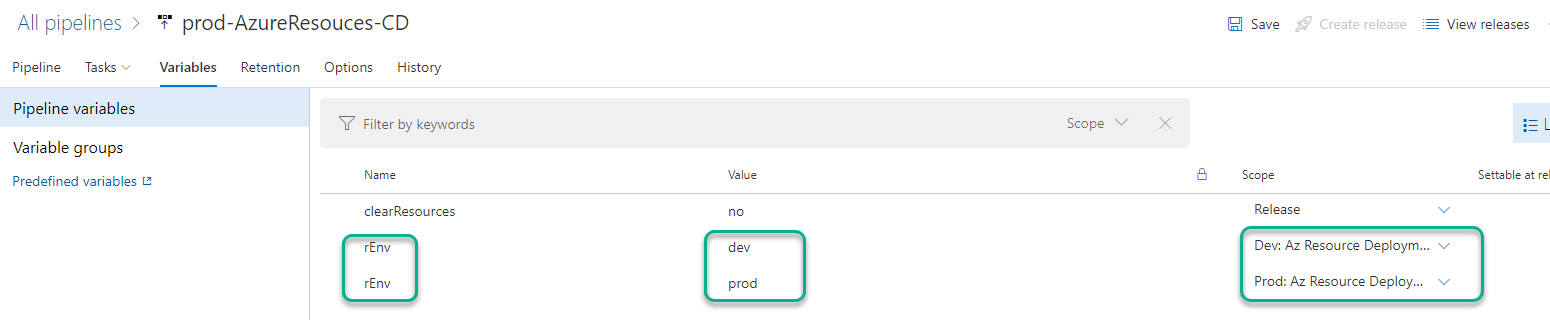 All pipelines > prod-AzureResouces-CD
Save Create release View releases
Pipeline Tasks Variables Retention Options History
Pipeline variables
Variable groups
Predefined variables
Filter by keywords Scope
Name Value Scope Settable at rel
clearResources no Release
rEnv dev Dev: Az Resource Deploym...
rEnv prod Prod: Az Resource Deploy...